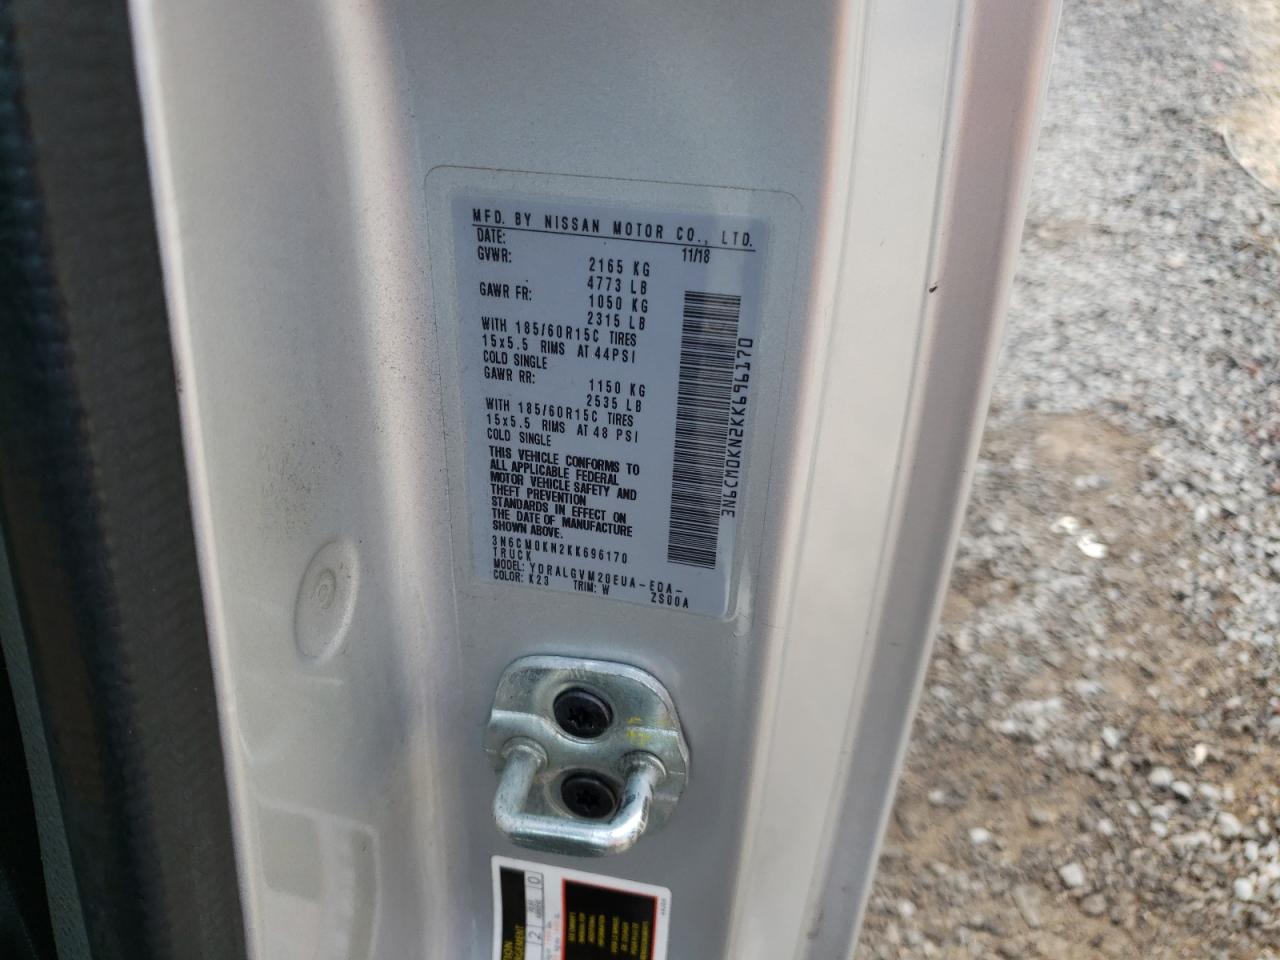 MFD. BY NISSAN MOTOR CO., LTD.
DATE: 11/18
GVWR: 2165 KG
4773 LB
GAWR FR: 1050 KG
2315 LB
WITH 185/60R15C TIRES
15x5.5 RIMS AT 44PSI
COLD SINGLE
GAWR RR: 1150 KG
2535 LB
WITH 185/60R15C TIRES
15x5.5 RIMS AT 48 PSI
COLD SINGLE
THIS VEHICLE CONFORMS TO
ALL APPLICABLE FEDERAL
MOTOR VEHICLE SAFETY AND
THEFT PREVENTION
STANDARDS IN EFFECT ON
THE DATE OF MANUFACTURE
SHOWN ABOVE.
3N6CM0KN2KK696170
TRUCK
MODEL: YDRALGVM20EUA-EDA-
COLOR: K23 TRIM: W ZS00A
3N6CM0KN2KK696170
2
0